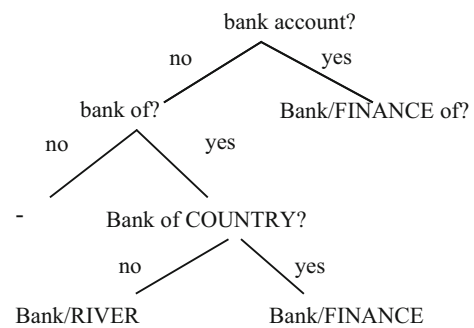 bank account?
no yes
bank of? Bank/FINANCE of?
no yes
- Bank of COUNTRY?
no yes
Bank/RIVER Bank/FINANCE